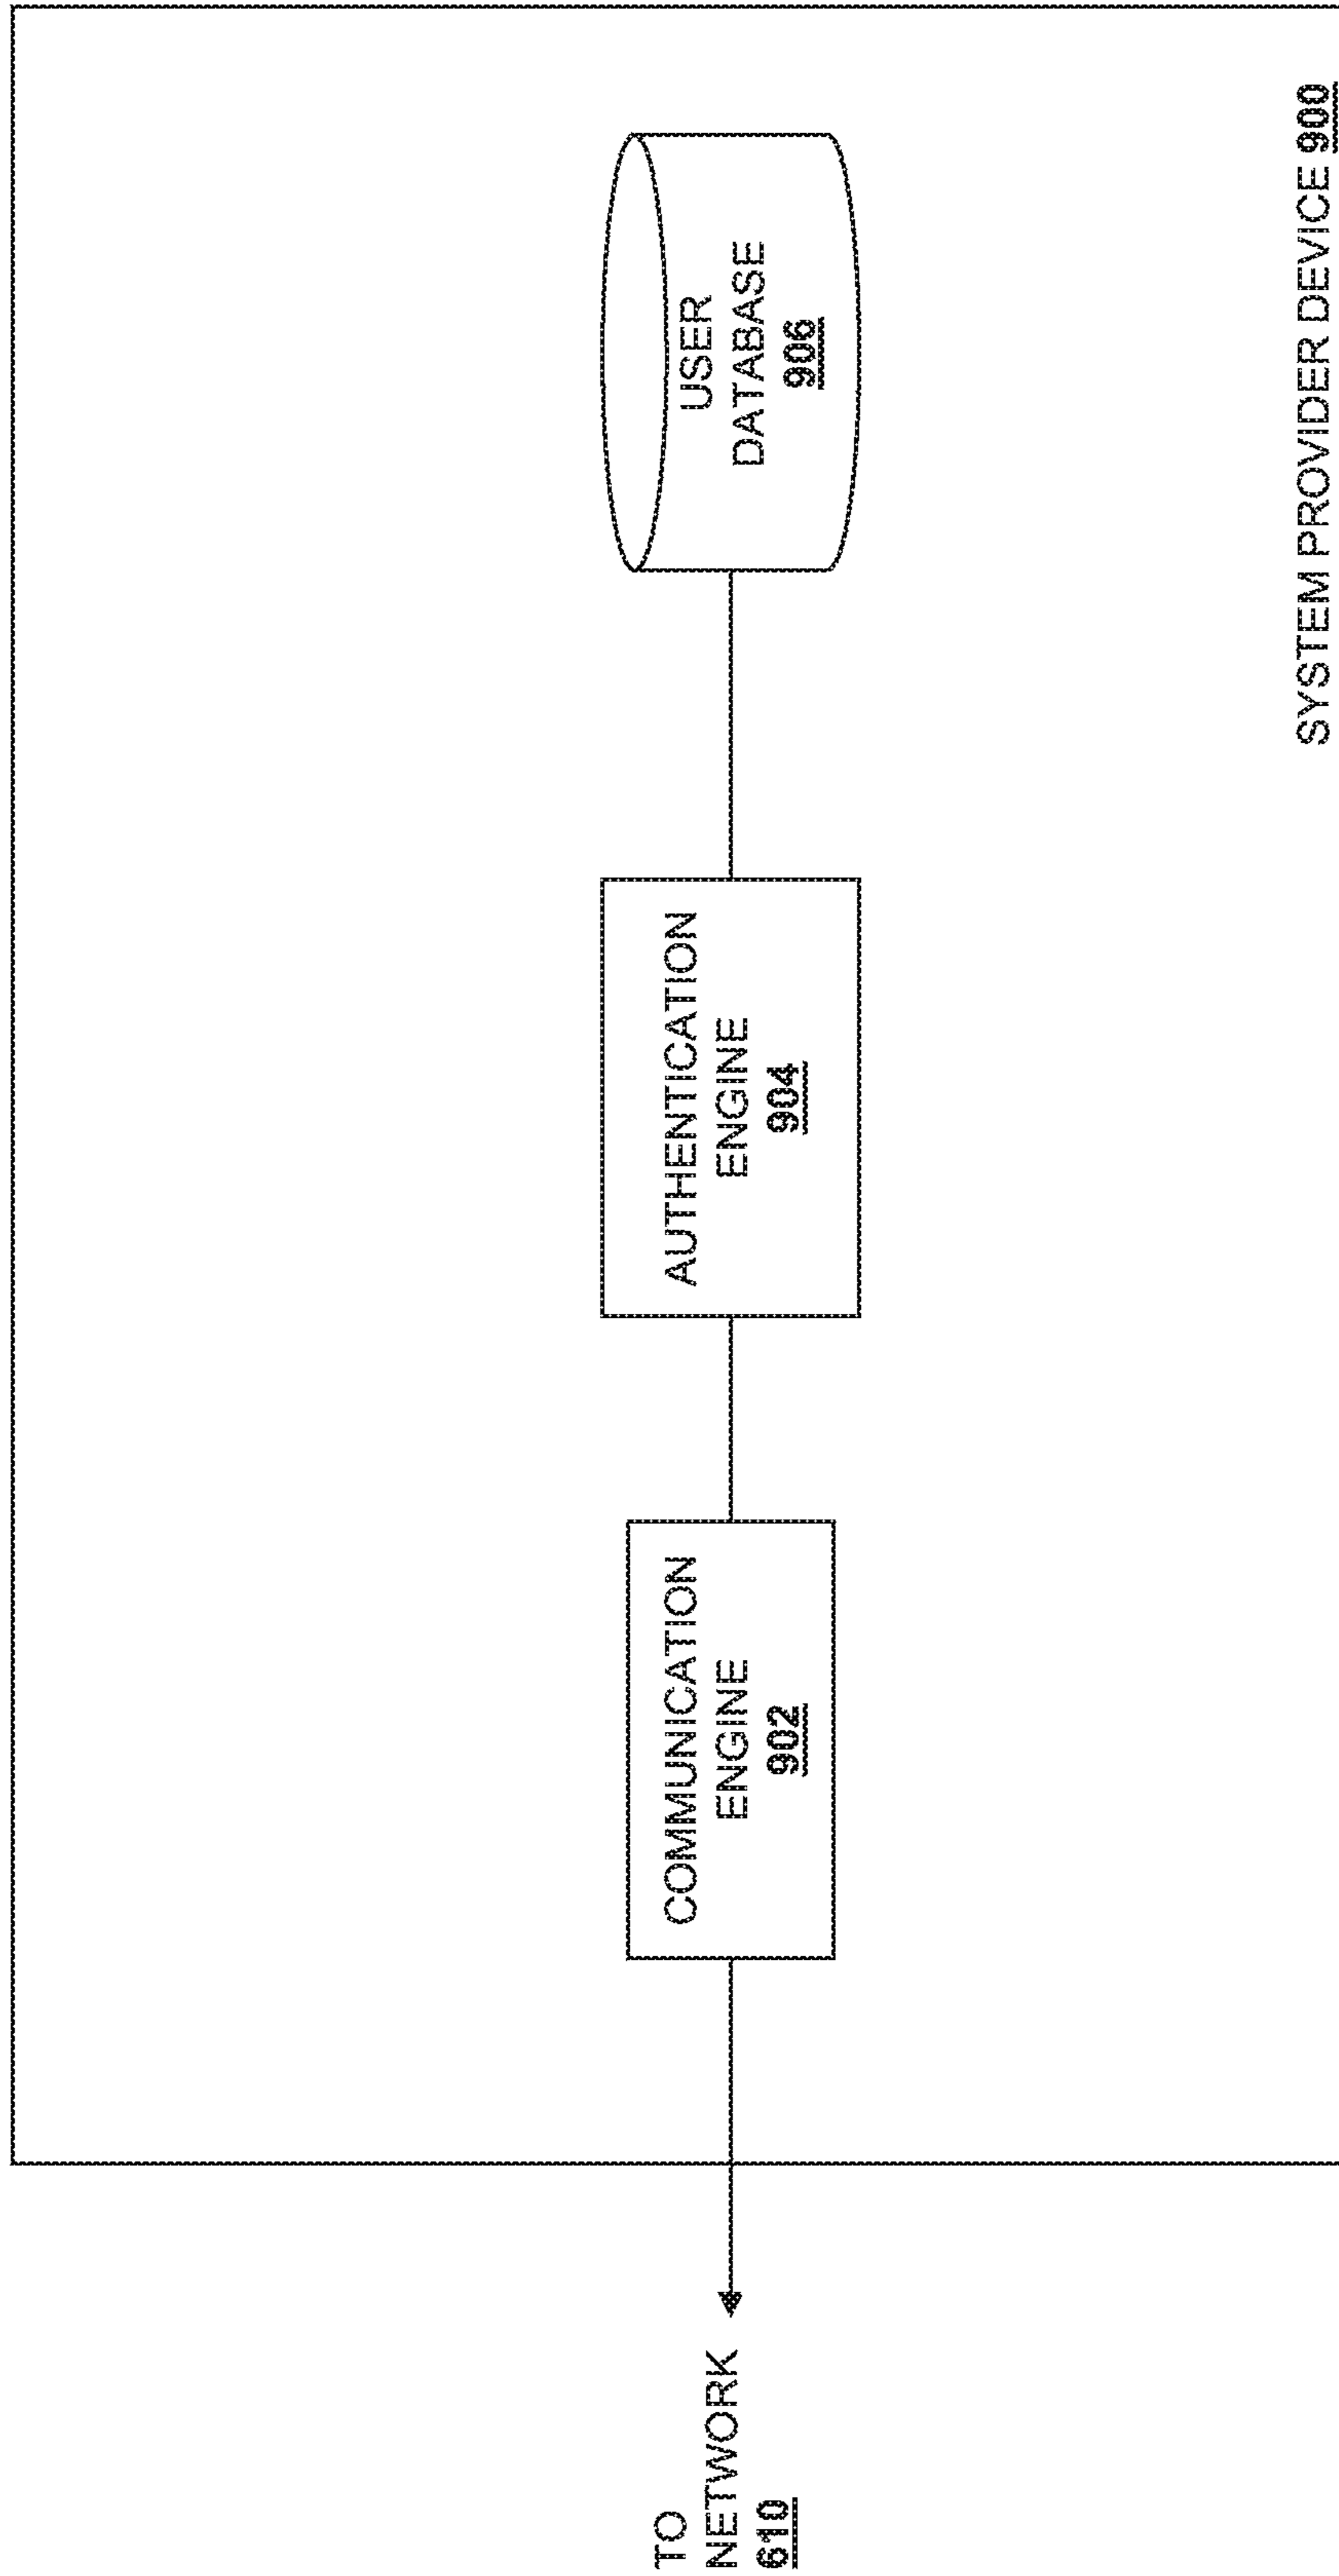 TO
NETWORK
610
COMMUNICATION
ENGINE
902
AUTHENTICATION
ENGINE
904
USER
DATABASE
906
SYSTEM PROVIDER DEVICE 900